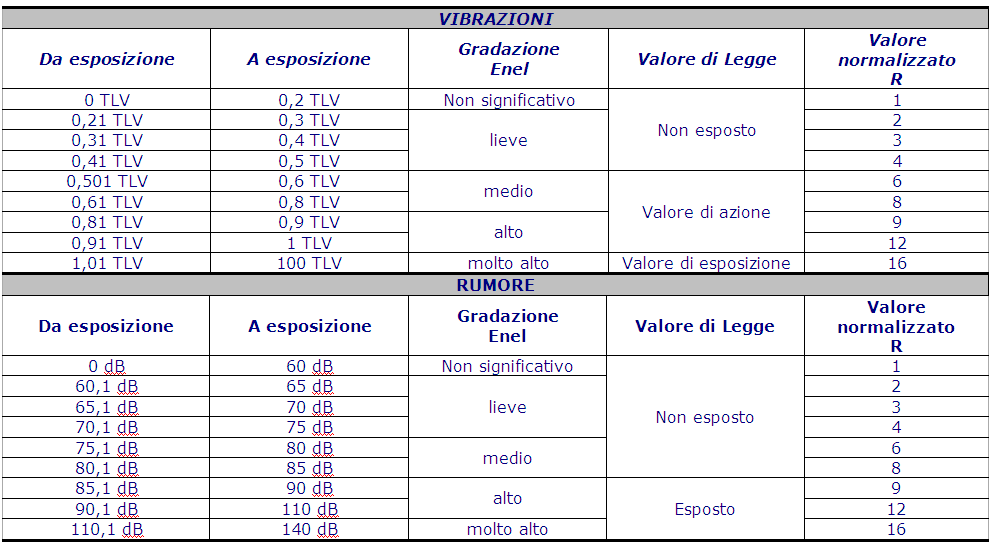 VIBRAZIONI
Da esposizione A esposizione Gradazione Enel Valore di Legge Valore normalizzato R
0 TLV 0,2 TLV Non significativo Non esposto 1
0,21 TLV 0,3 TLV lieve 2
0,31 TLV 0,4 TLV 3
0,41 TLV 0,5 TLV 4
0,501 TLV 0,6 TLV medio Valore di azione 6
0,61 TLV 0,8 TLV 8
0,81 TLV 0,9 TLV alto 9
0,91 TLV 1 TLV 12
1,01 TLV 100 TLV molto alto Valore di esposizione 16
RUMORE
Da esposizione A esposizione Gradazione Enel Valore di Legge Valore normalizzato R
0 dB 60 dB Non significativo Non esposto 1
60,1 dB 65 dB lieve 2
65,1 dB 70 dB 3
70,1 dB 75 dB 4
75,1 dB 80 dB medio 6
80,1 dB 85 dB 8
85,1 dB 90 dB alto Esposto 9
90,1 dB 110 dB 12
110,1 dB 140 dB molto alto 16